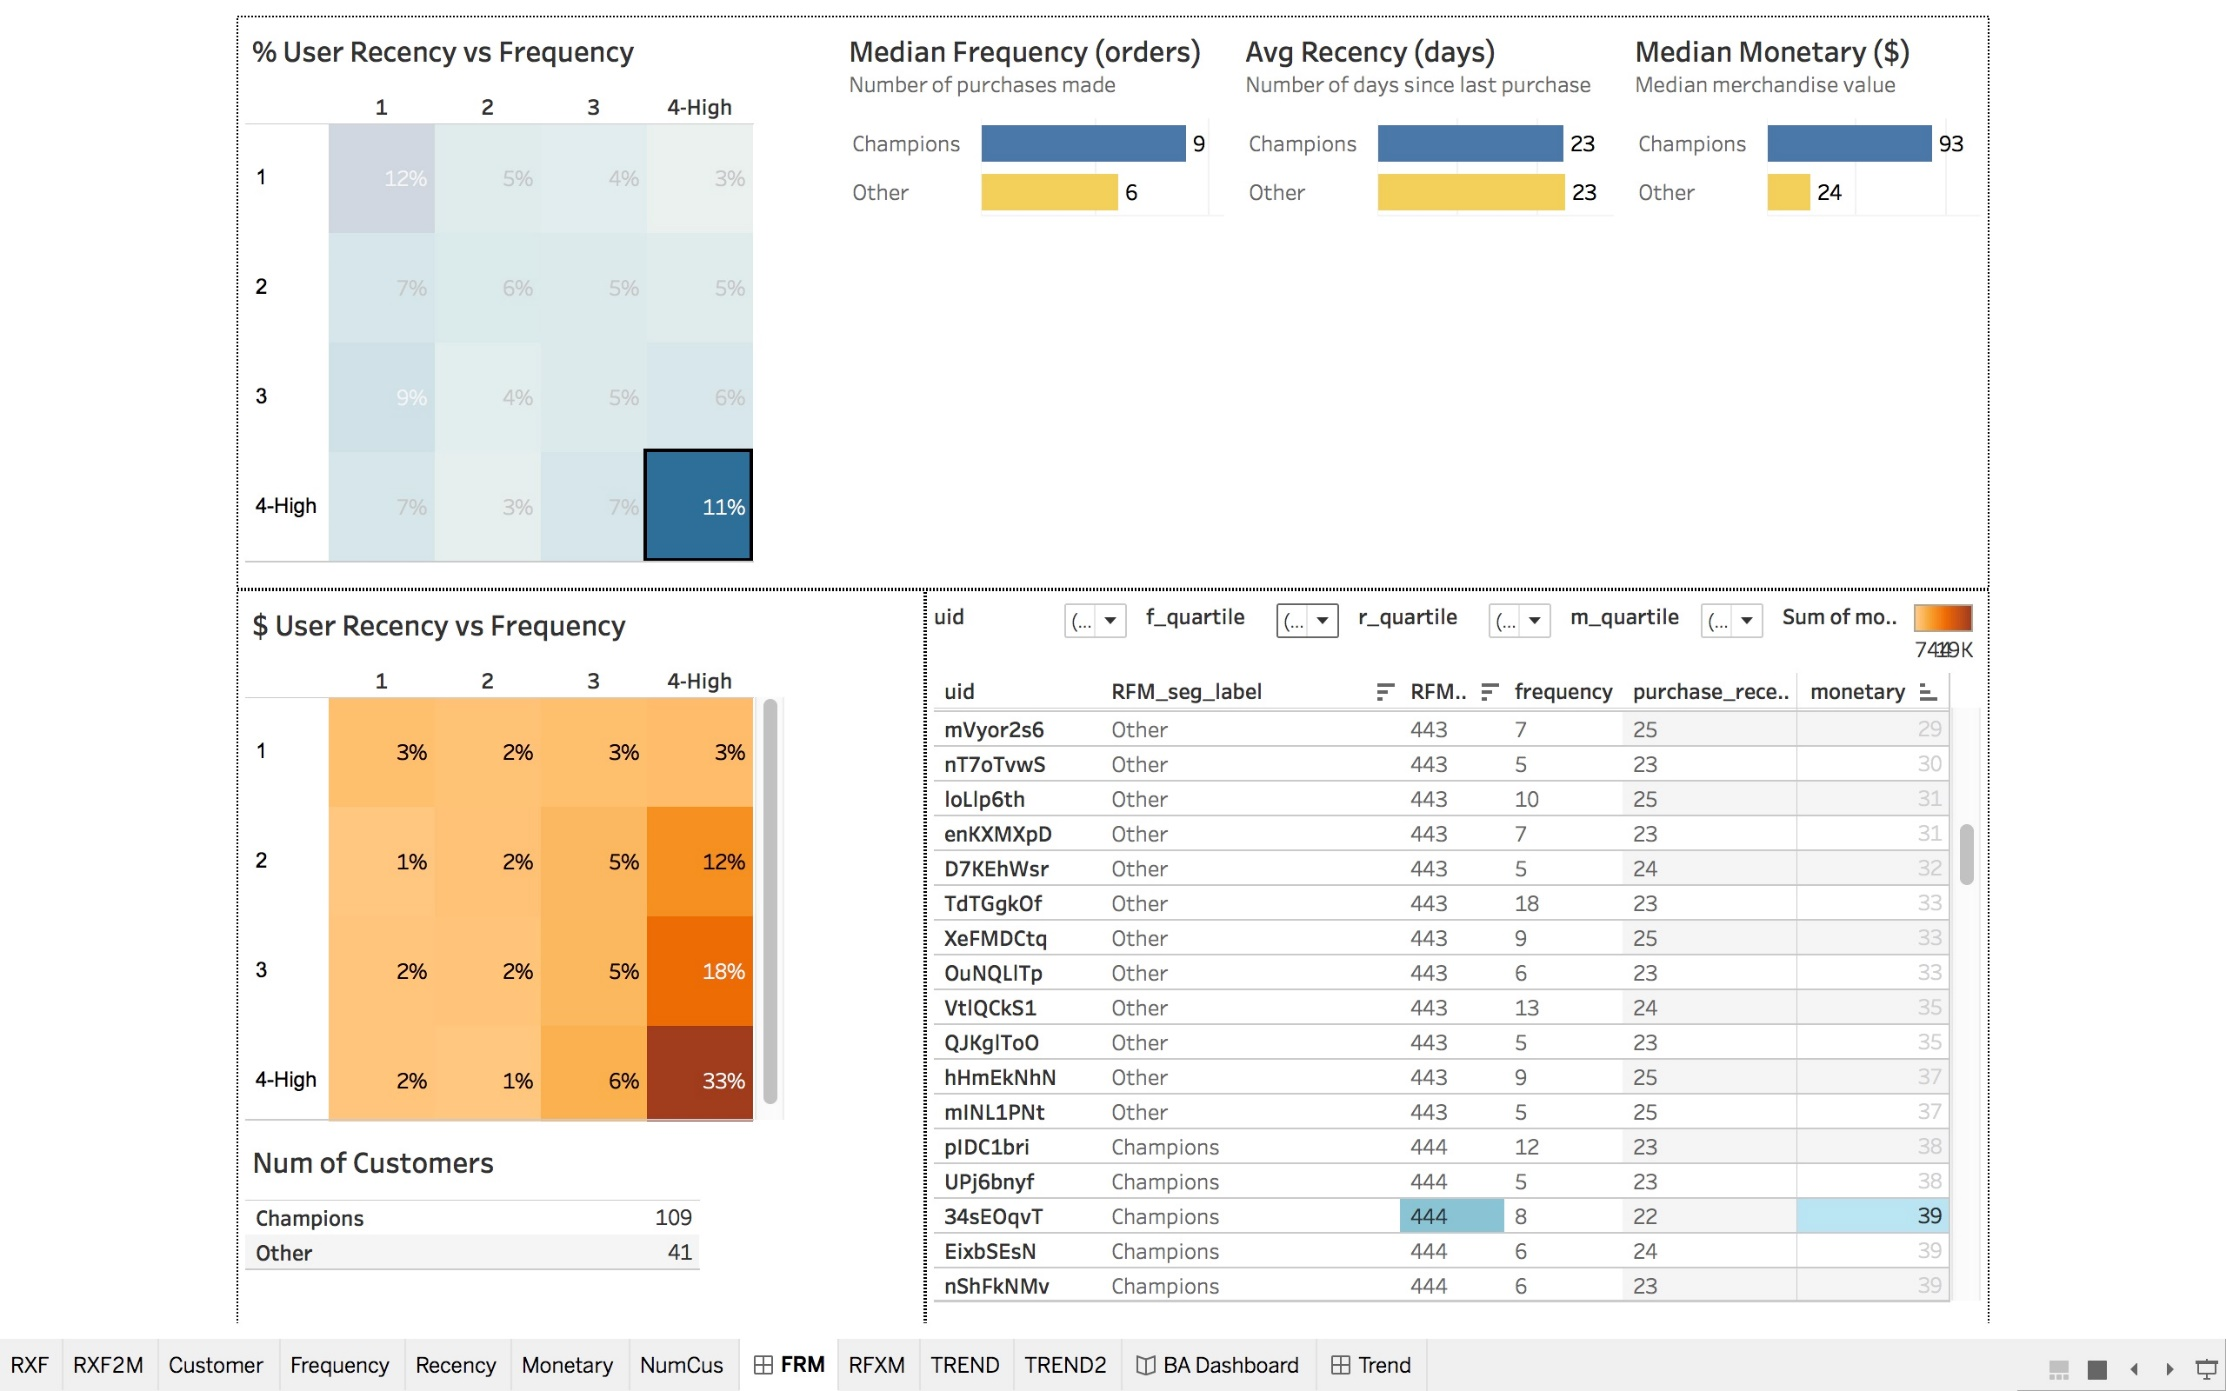 % User Recency vs Frequency
1 2 3 4-High
1 12% 5% 4% 3%
2 7% 6% 5% 5%
3 9% 4% 5% 6%
4-High 7% 3% 7% 11%
Median Frequency (orders)
Number of purchases made
Champions 9
Other 6
Avg Recency (days)
Number of days since last purchase
Champions 23
Other 23
Median Monetary ($)
Median merchandise value
Champions 93
Other 24
$ User Recency vs Frequency
1 2 3 4-High
1 3% 2% 3% 3%
2 1% 2% 5% 12%
3 2% 2% 5% 18%
4-High 2% 1% 6% 33%
Num of Customers
Champions 109
Other 41
uid (... f_quartile (... r_quartile (... m_quartile (... Sum of mo..
uid RFM_seg_label RFM.. frequency purchase_rece.. monetary
mVyor2s6 Other 443 7 25 29
nT7oTvwS Other 443 5 23 30
loLlp6th Other 443 10 25 31
enKXMXpD Other 443 7 23 31
D7KEhWsr Other 443 5 24 32
TdTGgkOf Other 443 18 23 33
XeFMDCtq Other 443 9 25 33
OuNQLlTp Other 443 6 23 33
VtlQCkS1 Other 443 13 24 35
QJKglToO Other 443 5 23 35
hHmEkNhN Other 443 9 25 37
mINL1PNt Other 443 5 25 37
pIDC1bri Champions 444 12 23 38
UPj6bnyf Champions 444 5 23 38
34sEOqvT Champions 444 8 22 39
EixbSEsN Champions 444 6 24 39
nShFkNMv Champions 444 6 23 39
RXF RXF2M Customer Frequency Recency Monetary NumCus FRM RFXM TREND TREND2 BA Dashboard Trend